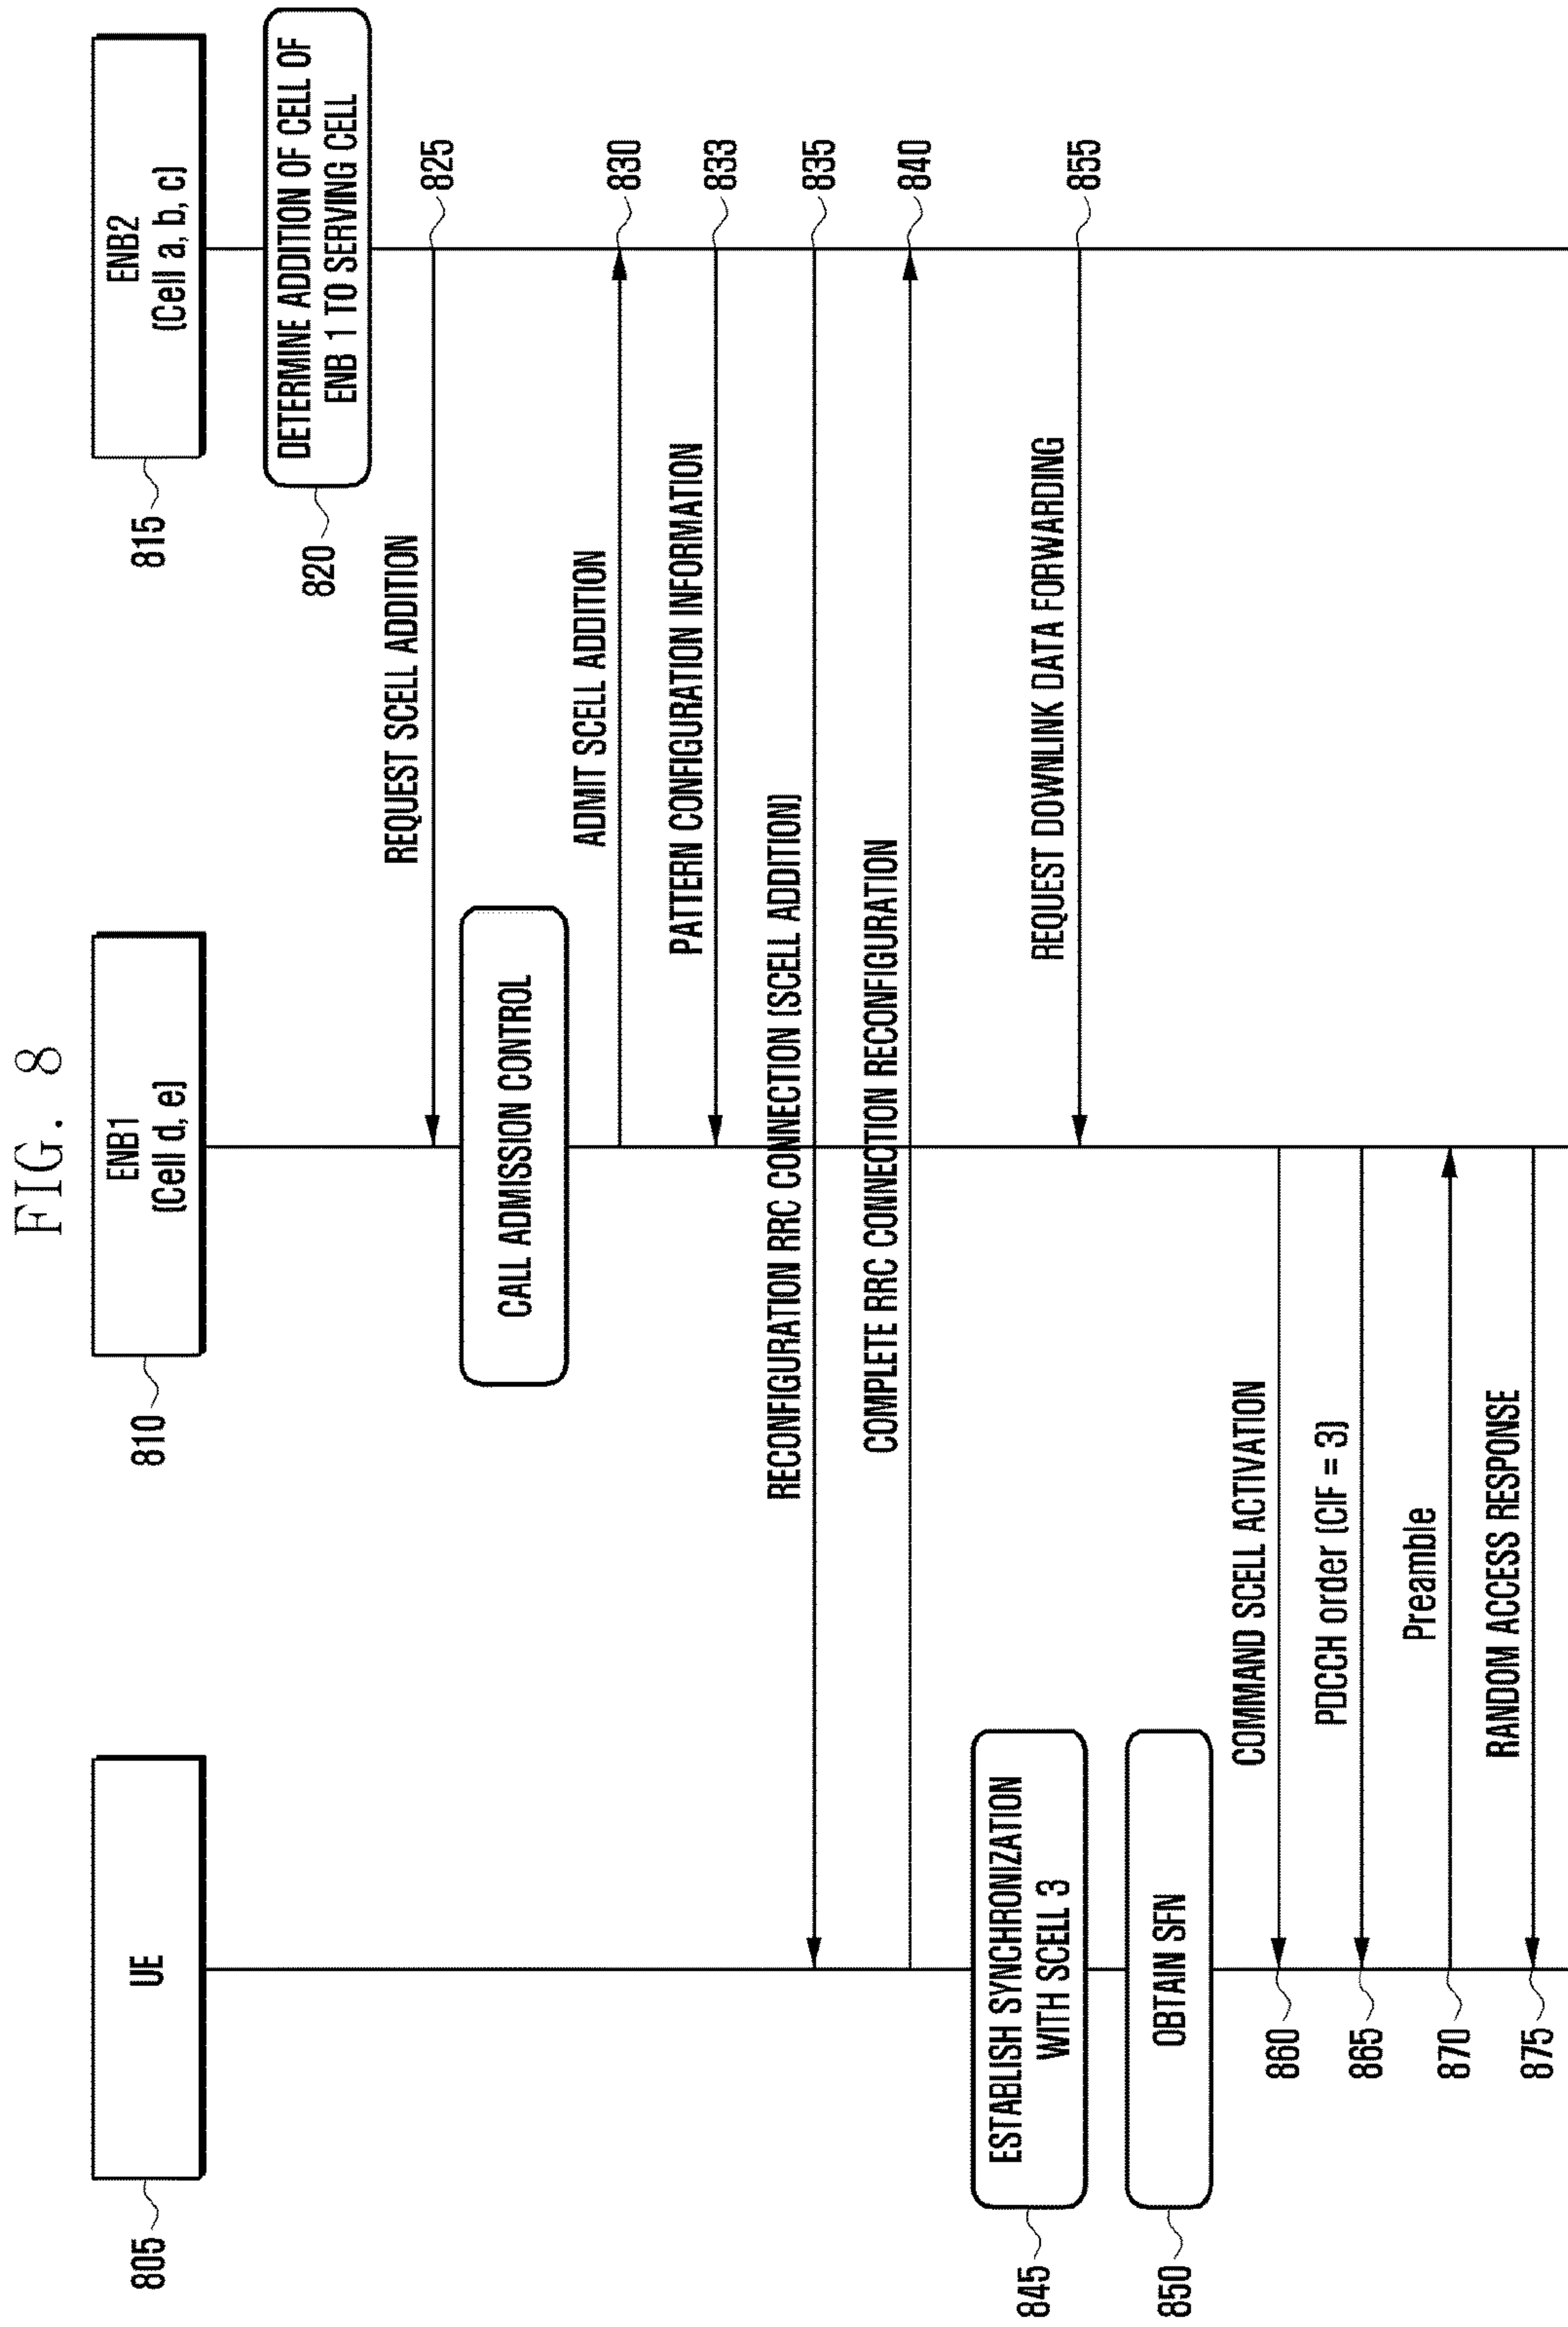 FIG. 8
805
UE
810
ENB1
(Cell d, e)
815
ENB2
(Cell a, b, c)
820
DETERMINE ADDITION OF CELL OF
ENB 1 TO SERVING CELL
REQUEST SCELL ADDITION
825
CALL ADMISSION CONTROL
ADMIT SCELL ADDITION
830
PATTERN CONFIGURATION INFORMATION
833
RECONFIGURATION RRC CONNECTION (SCELL ADDITION)
835
COMPLETE RRC CONNECTION RECONFIGURATION
840
845
ESTABLISH SYNCHRONIZATION
WITH SCELL 3
REQUEST DOWNLINK DATA FORWARDING
855
850
OBTAIN SFN
COMMAND SCELL ACTIVATION
860
PDCCH order (CIF = 3)
865
Preamble
870
RANDOM ACCESS RESPONSE
875